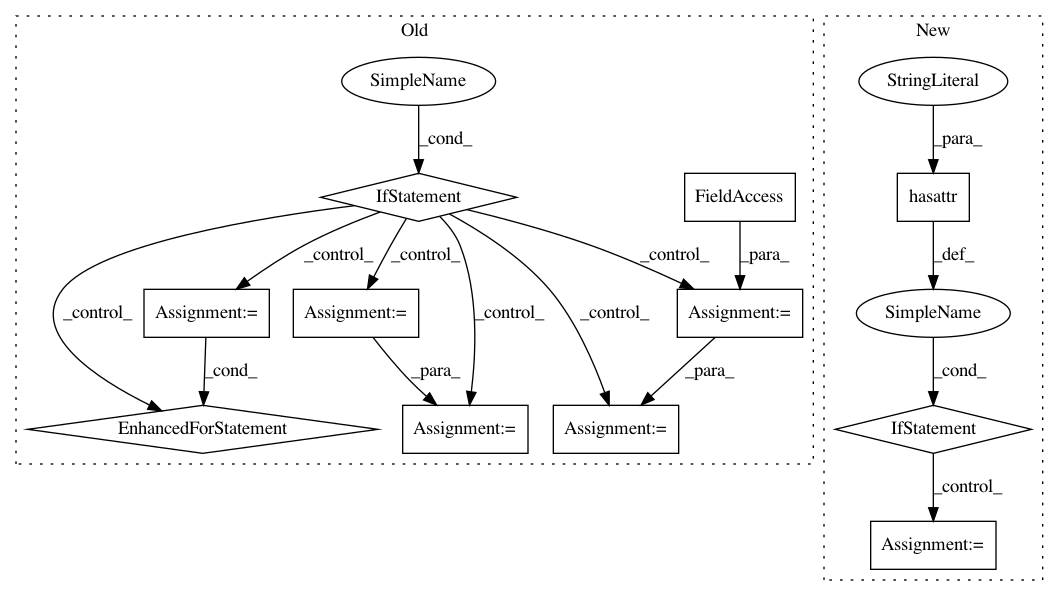 Old
New
SimpleName
StringLiteral
_cond_
_para_
IfStatement
FieldAccess
hasattr
_control_
_control_
_control_
_para_
_def_
_control_
Assignment:=
Assignment:=
_control_
_control_
Assignment:=
SimpleName
_cond_
_para_
_para_
_cond_
EnhancedForStatement
Assignment:=
Assignment:=
IfStatement
_control_
Assignment:=